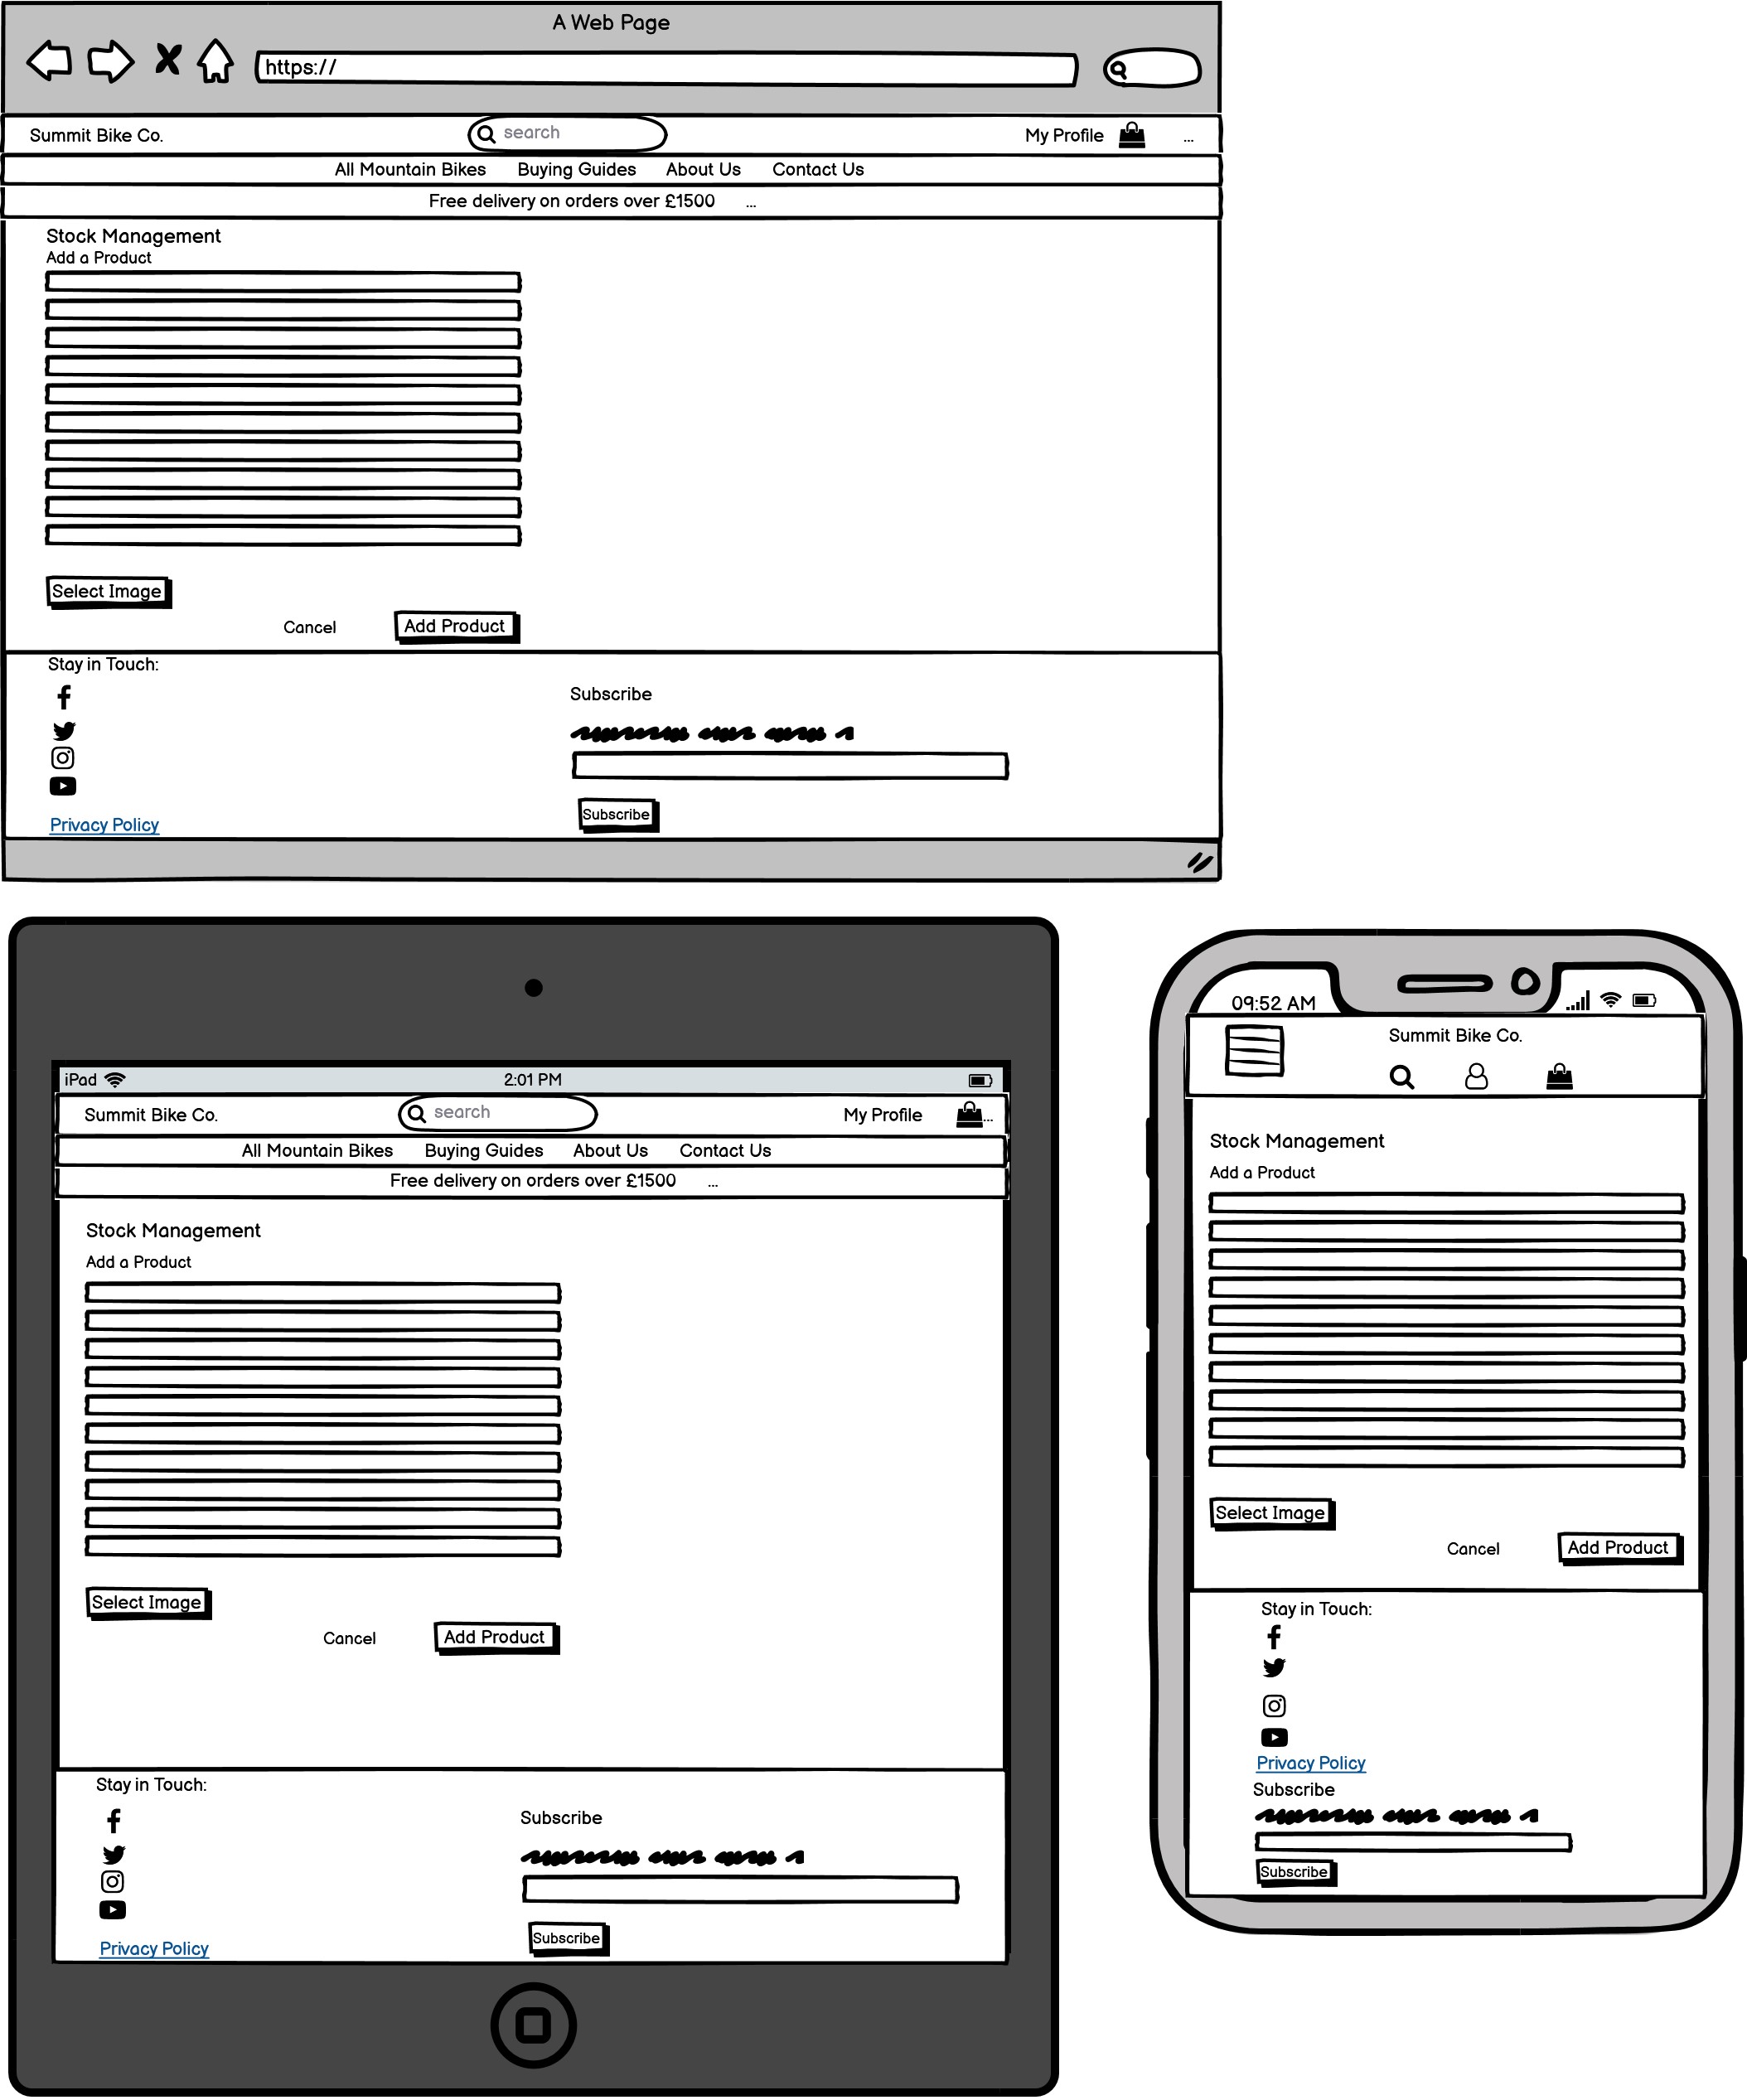 A Web Page
https://
Summit Bike Co. search My Profile ...
All Mountain Bikes Buying Guides About Us Contact Us
Free delivery on orders over £1500 ...
Stock Management
Add a Product
Select Image
Cancel Add Product
Stay in Touch:
Subscribe
Subscribe
Privacy Policy
iPad 2:01 PM
Summit Bike Co. search My Profile ...
All Mountain Bikes Buying Guides About Us Contact Us
Free delivery on orders over £1500 ...
Stock Management
Add a Product
Select Image
Cancel Add Product
Stay in Touch:
Subscribe
Subscribe
Privacy Policy
09:52 AM
Summit Bike Co.
Stock Management
Add a Product
Select Image
Cancel Add Product
Stay in Touch:
Privacy Policy
Subscribe
Subscribe